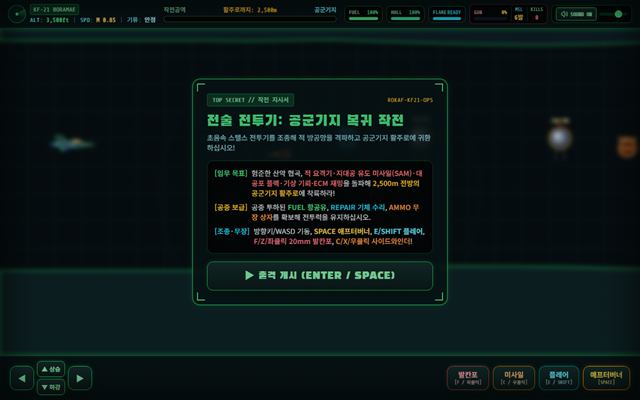 KF-21 BORAMAE
ALT: 3,500ft | SPD: M 0.85 | 기류: 안정
작전공역 활주로까지: 2,500m 공군기지
FUEL 100%
HULL 100%
FLARE READY
GUN 0%
MSL 6발
KILLS 0
SOUND ON
TOP SECRET // 작전 지시서
ROKAF-KF21-OPS
전술 전투기: 공군기지 복귀 작전
초음속 스텔스 전투기를 조종해 적 방공망을 격파하고 공군기지 활주로에 귀환
하십시오!
[임무 목표] 험준한 산악 협곡, 적 요격기·지대공 유도 미사일(SAM)·대
공포 플랙·기상 기뢰·ECM 재밍을 돌파해 2,500m 전방의
공군기지 활주로에 착륙하라!
[공중 보급] 공중 투하된 FUEL 항공유, REPAIR 기체 수리, AMMO 무
장 상자를 확보해 전투력을 유지하십시오.
[조종·무장] 방향키/WASD 기동, SPACE 애프터버너, E/SHIFT 플레어,
F/Z/좌클릭 20mm 발칸포, C/X/우클릭 사이드와인더!
▶ 출격 개시 (ENTER / SPACE)
◀
▲ 상승
▼ 하강
▶
발칸포
[F / 좌클릭]
미사일
[C / 우클릭]
플레어
[E / SHIFT]
애프터버너
[SPACE]